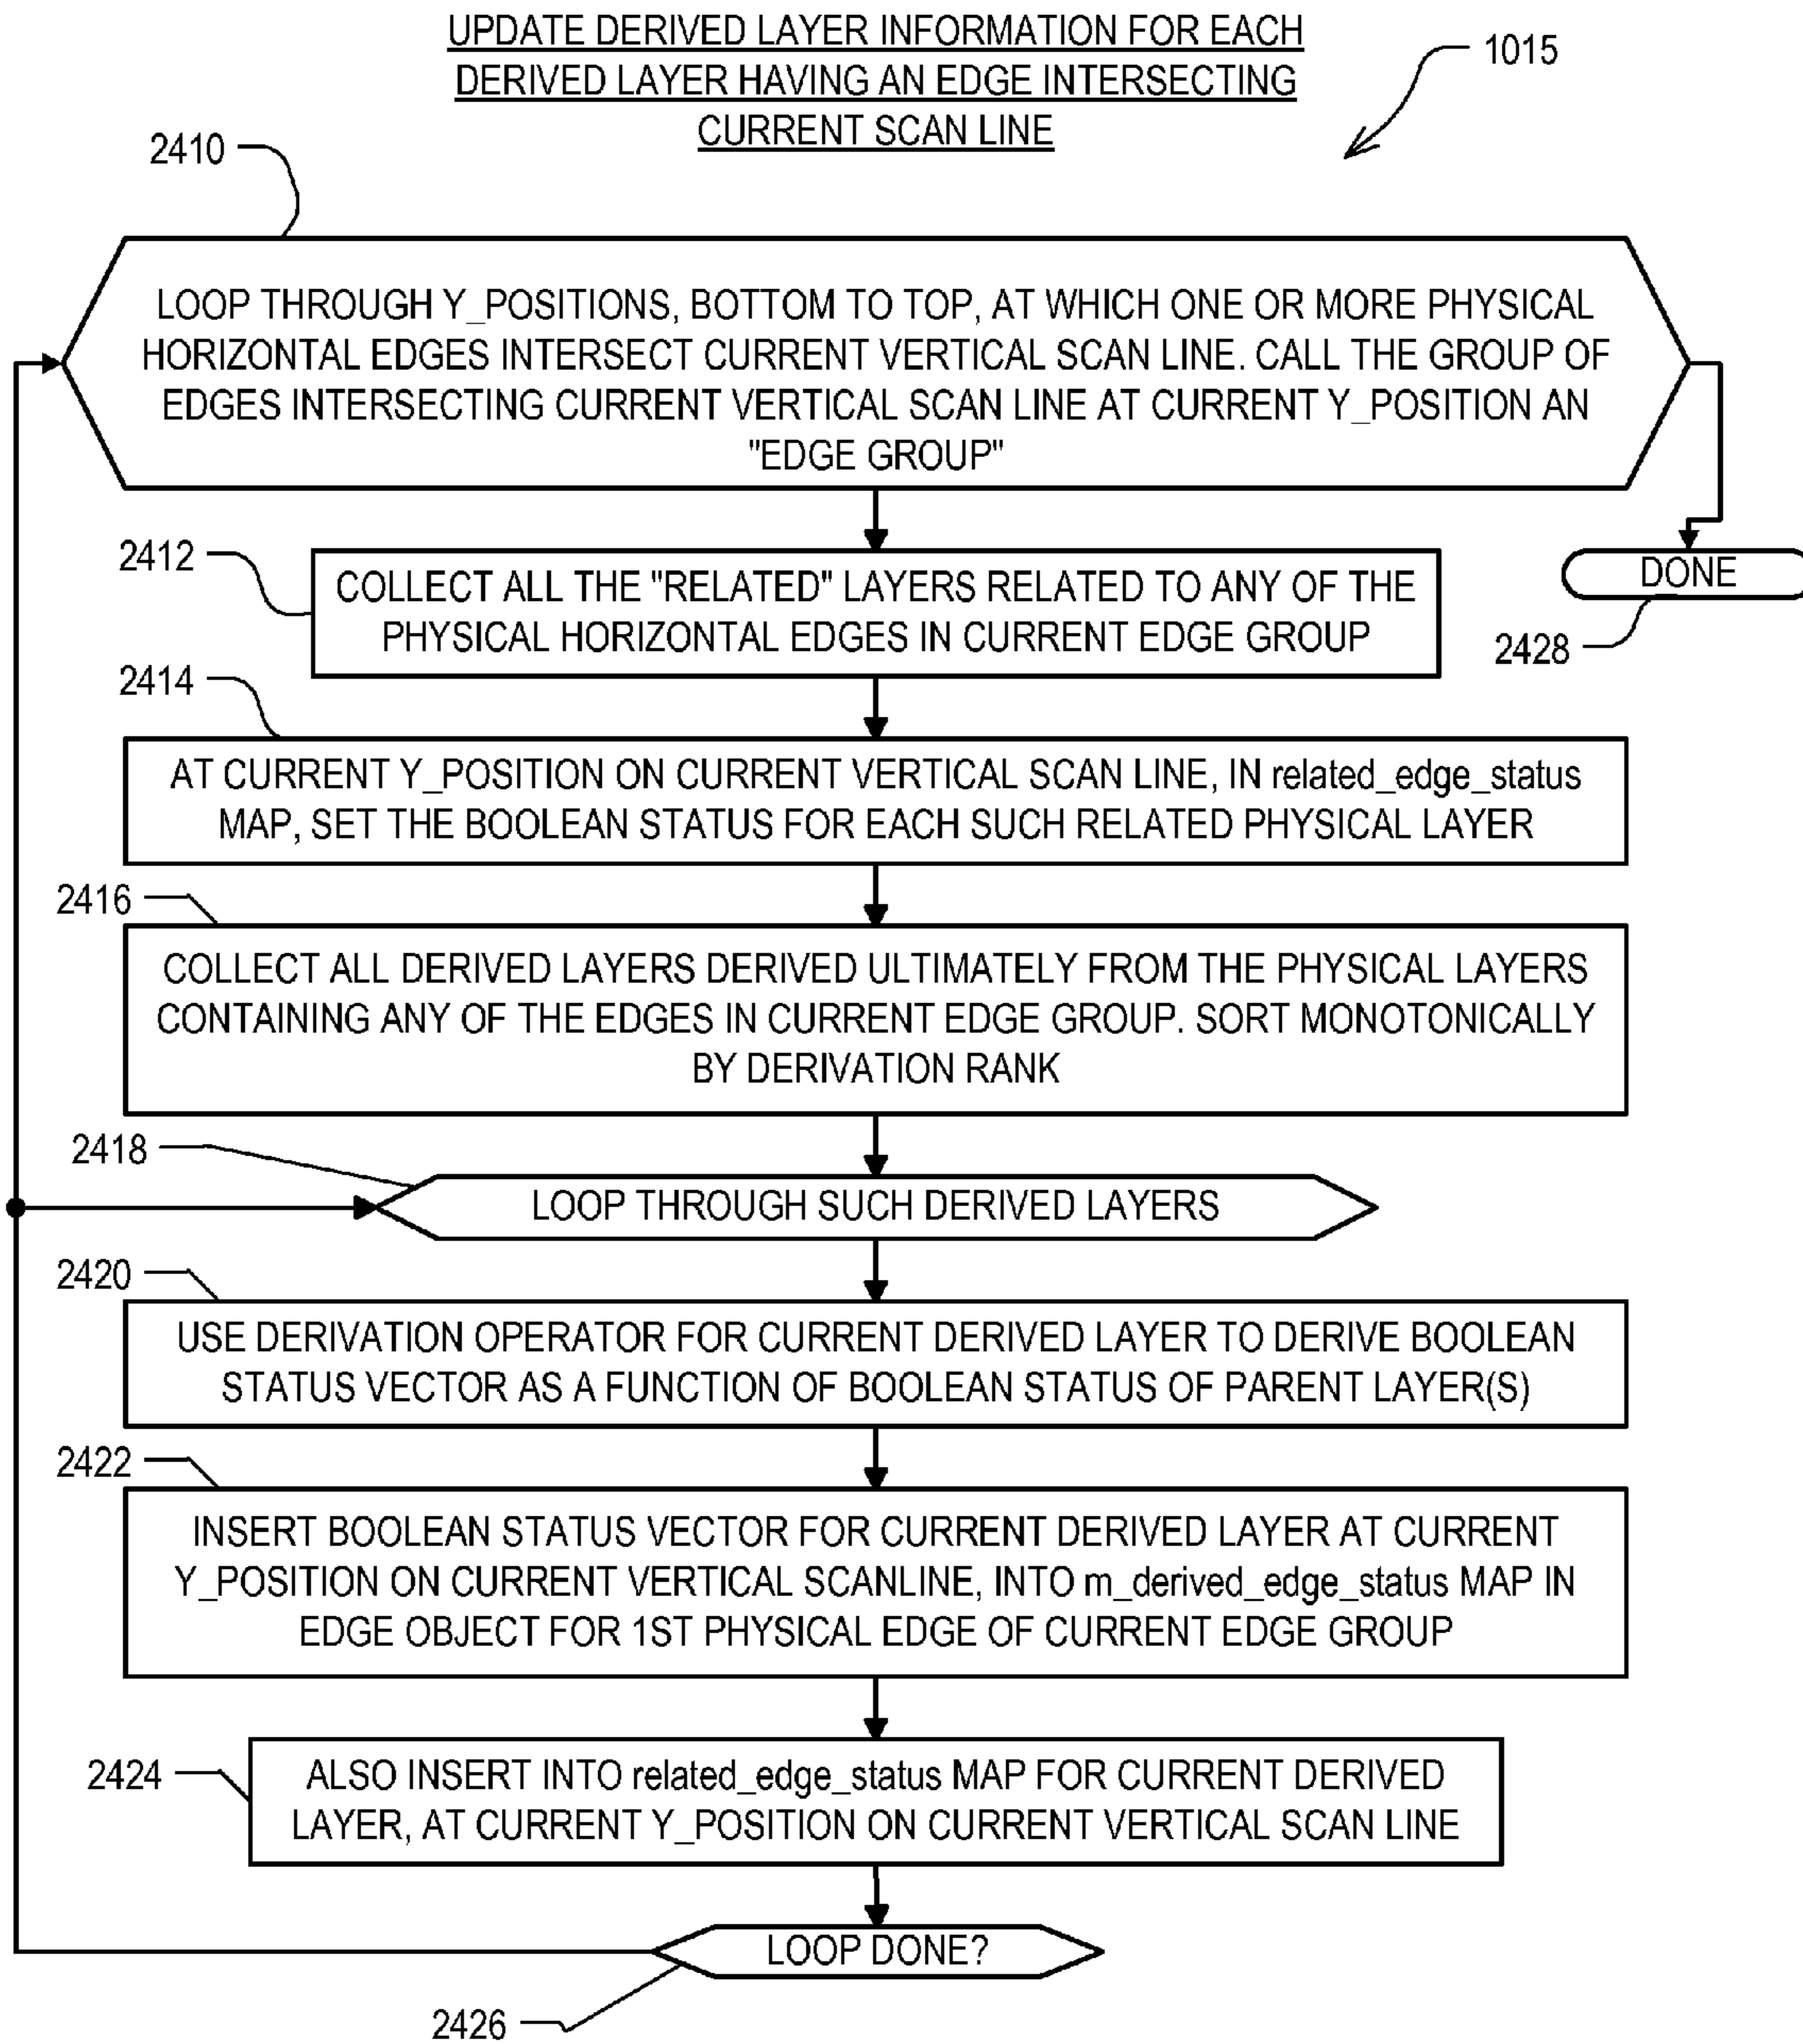 UPDATE DERIVED LAYER INFORMATION FOR EACH
DERIVED LAYER HAVING AN EDGE INTERSECTING
CURRENT SCAN LINE
1015
2410
LOOP THROUGH Y_POSITIONS, BOTTOM TO TOP, AT WHICH ONE OR MORE PHYSICAL
HORIZONTAL EDGES INTERSECT CURRENT VERTICAL SCAN LINE. CALL THE GROUP OF
EDGES INTERSECTING CURRENT VERTICAL SCAN LINE AT CURRENT Y_POSITION AN
"EDGE GROUP"
2412
COLLECT ALL THE "RELATED" LAYERS RELATED TO ANY OF THE
PHYSICAL HORIZONTAL EDGES IN CURRENT EDGE GROUP
DONE
2428
2414
AT CURRENT Y_POSITION ON CURRENT VERTICAL SCAN LINE, IN related_edge_status
MAP, SET THE BOOLEAN STATUS FOR EACH SUCH RELATED PHYSICAL LAYER
2416
COLLECT ALL DERIVED LAYERS DERIVED ULTIMATELY FROM THE PHYSICAL LAYERS
CONTAINING ANY OF THE EDGES IN CURRENT EDGE GROUP. SORT MONOTONICALLY
BY DERIVATION RANK
2418
LOOP THROUGH SUCH DERIVED LAYERS
2420
USE DERIVATION OPERATOR FOR CURRENT DERIVED LAYER TO DERIVE BOOLEAN
STATUS VECTOR AS A FUNCTION OF BOOLEAN STATUS OF PARENT LAYER(S)
2422
INSERT BOOLEAN STATUS VECTOR FOR CURRENT DERIVED LAYER AT CURRENT
Y_POSITION ON CURRENT VERTICAL SCANLINE, INTO m_derived_edge_status MAP IN
EDGE OBJECT FOR 1ST PHYSICAL EDGE OF CURRENT EDGE GROUP
2424
ALSO INSERT INTO related_edge_status MAP FOR CURRENT DERIVED
LAYER, AT CURRENT Y_POSITION ON CURRENT VERTICAL SCAN LINE
LOOP DONE?
2426